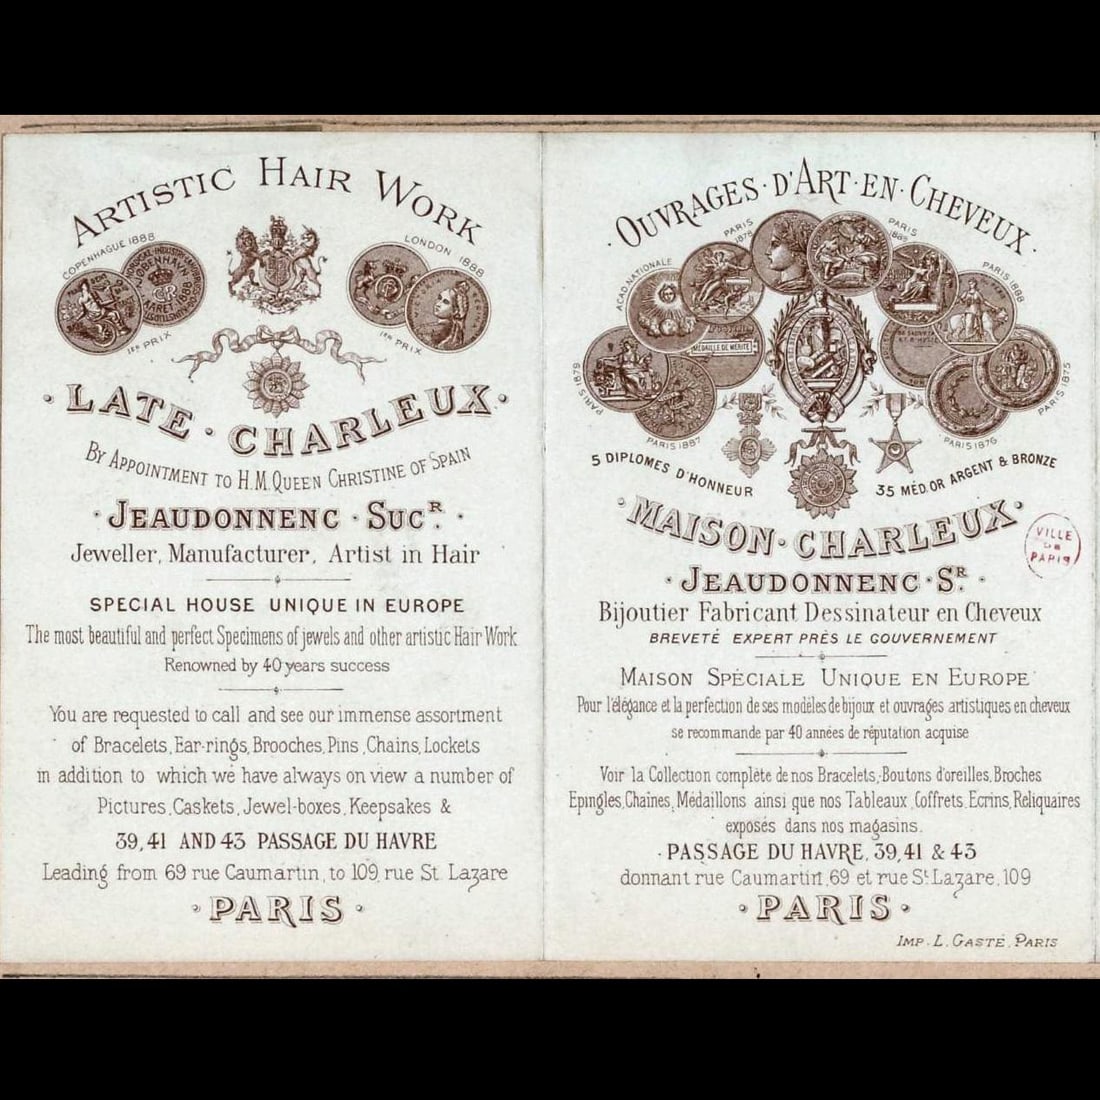 ARTISTIC HAIR WORK
COPENHAGUE 1888
LONDON 1888
1er PRIX
1er PRIX
· LATE · CHARLEUX ·
BY APPOINTMENT TO H.M. QUEEN CHRISTINE OF SPAIN
· JEAUDONNENC · SUCR. ·
Jeweller, Manufacturer, Artist in Hair
SPECIAL HOUSE UNIQUE IN EUROPE
The most beautiful and perfect Specimens of jewels and other artistic Hair Work
Renowned by 40 years success
You are requested to call and see our immense assortment
of Bracelets, Ear-rings, Brooches, Pins, Chains, Lockets
in addition to which we have always on view a number of
Pictures, Caskets, Jewel-boxes, Keepsakes &
39, 41 AND 43 PASSAGE DU HAVRE
Leading from 69 rue Caumartin, to 109, rue St. Lazare
· PARIS ·
· OUVRAGES · D'ART · EN · CHEVEUX ·
PARIS 1878
PARIS
ACAD. NATIONALE
PARIS 1888
MÉDAILLE DE MÉRITE
PARIS 1879
PARIS 1875
PARIS 1887
PARIS 1876
5 DIPLOMES D'HONNEUR
35 MÉD. OR ARGENT & BRONZE
· MAISON · CHARLEUX ·
· JEAUDONNENC · SR. ·
VILLE
DE
PARIS
Bijoutier Fabricant Dessinateur en Cheveux
BREVETÉ EXPERT PRÈS LE GOUVERNEMENT
MAISON SPÉCIALE UNIQUE EN EUROPE
Pour l'élégance et la perfection de ses modèles de bijoux et ouvrages artistiques en cheveux
se recommande par 40 années de réputation acquise
Voir la Collection complète de nos Bracelets, Boutons d'oreilles, Broches
Epingles, Chaînes, Médaillons ainsi que nos Tableaux, Coffrets, Ecrins, Reliquaires
exposés dans nos magasins.
· PASSAGE DU HAVRE, 39, 41 & 43
donnant rue Caumartin, 69 et rue St. Lazare, 109
· PARIS ·
IMP. L. GASTÉ, PARIS